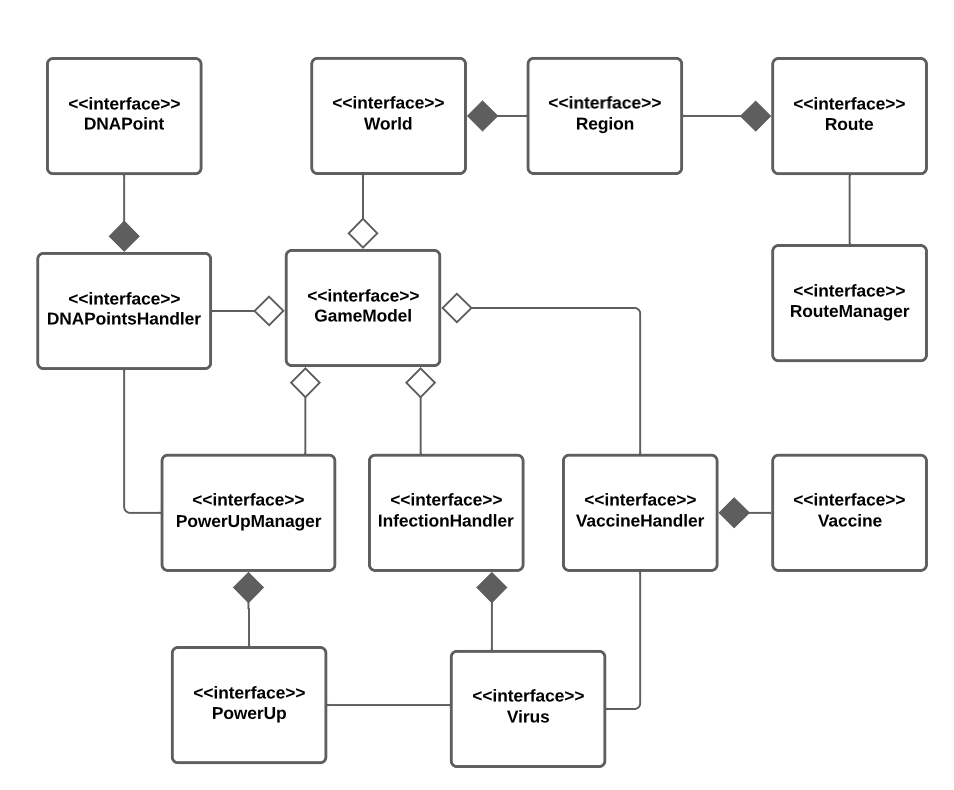 <<interface>>
DNAPoint
<<interface>>
World
<<interface>>
Region
<<interface>>
Route
<<interface>>
DNAPointsHandler
<<interface>>
GameModel
<<interface>>
RouteManager
<<interface>>
PowerUpManager
<<interface>>
InfectionHandler
<<interface>>
VaccineHandler
<<interface>>
Vaccine
<<interface>>
PowerUp
<<interface>>
Virus